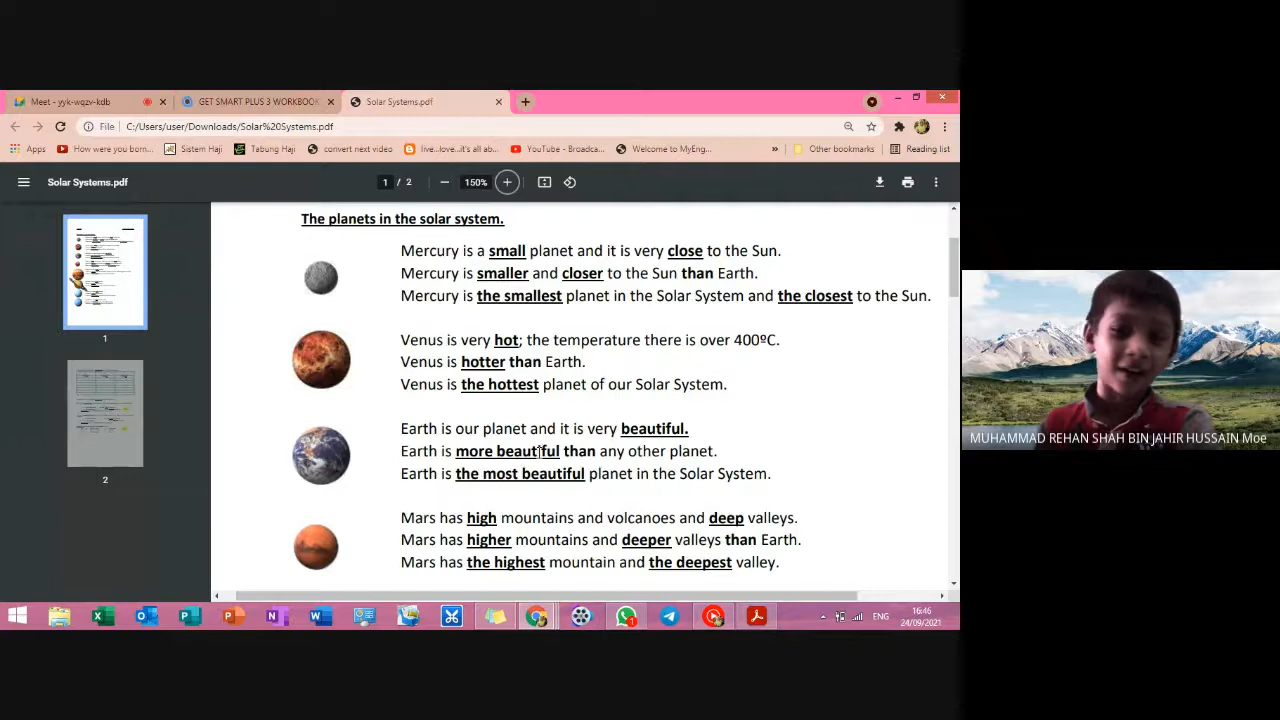 Meet - yyk-wqzv-kdb
GET SMART PLUS 3 WORKBOOK
Solar Systems.pdf
File C:/Users/user/Downloads/Solar%20Systems.pdf
Apps How were you born... Sistem Haji Tabung Haji convert next video live...love...it's all ab... YouTube - Broadca... Welcome to MyEng... » Other bookmarks Reading list
Solar Systems.pdf 1 / 2 150%
The planets in the solar system.
Mercury is a small planet and it is very close to the Sun.
Mercury is smaller and closer to the Sun than Earth.
Mercury is the smallest planet in the Solar System and the closest to the Sun.
Venus is very hot; the temperature there is over 400ºC.
Venus is hotter than Earth.
Venus is the hottest planet of our Solar System.
Earth is our planet and it is very beautiful.
Earth is more beautiful than any other planet.
Earth is the most beautiful planet in the Solar System.
Mars has high mountains and volcanoes and deep valleys.
Mars has higher mountains and deeper valleys than Earth.
Mars has the highest mountain and the deepest valley.
1
2
MUHAMMAD REHAN SHAH BIN JAHIR HUSSAIN Moe
ENG
16:46
24/09/2021